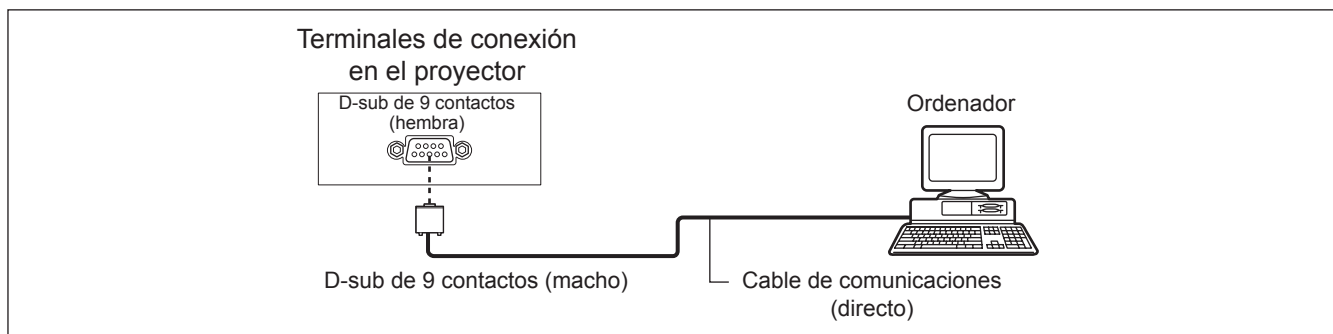 Terminales de conexión
en el proyector
D-sub de 9 contactos
(hembra)
Ordenador
D-sub de 9 contactos (macho)
Cable de comunicaciones
(directo)